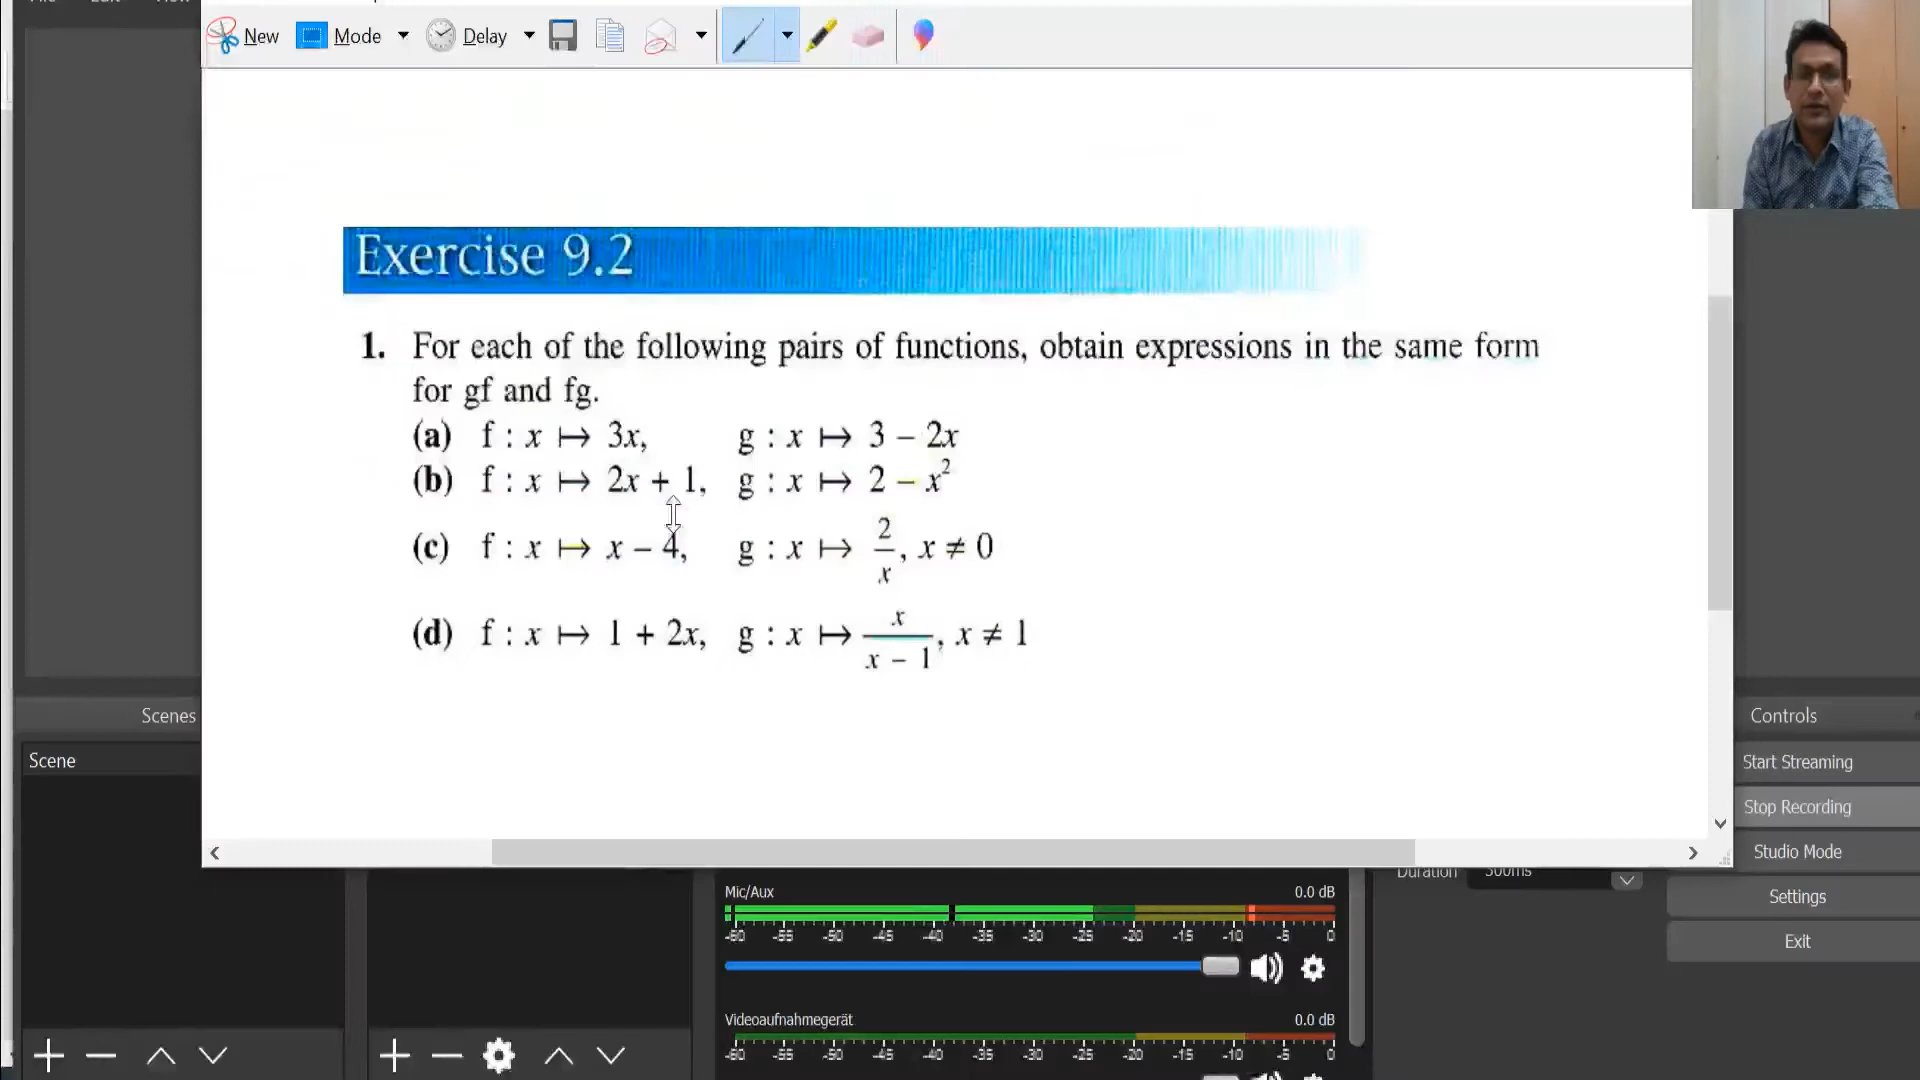 New Mode Delay
Exercise 9.2
1. For each of the following pairs of functions, obtain expressions in the same form
for gf and fg.
(a) f : x ↦ 3x, g : x ↦ 3 – 2x
(b) f : x ↦ 2x + 1, g : x ↦ 2 – x²
(c) f : x ↦ x – 4, g : x ↦ 2/x, x ≠ 0
(d) f : x ↦ 1 + 2x, g : x ↦ x/(x – 1), x ≠ 1
Scenes
Scene
Controls
Start Streaming
Stop Recording
Studio Mode
Settings
Exit
Duration 300ms
Mic/Aux 0.0 dB
-60 -55 -50 -45 -40 -35 -30 -25 -20 -15 -10 -5 0
Videoaufnahmegerät 0.0 dB
-60 -55 -50 -45 -40 -35 -30 -25 -20 -15 -10 -5 0